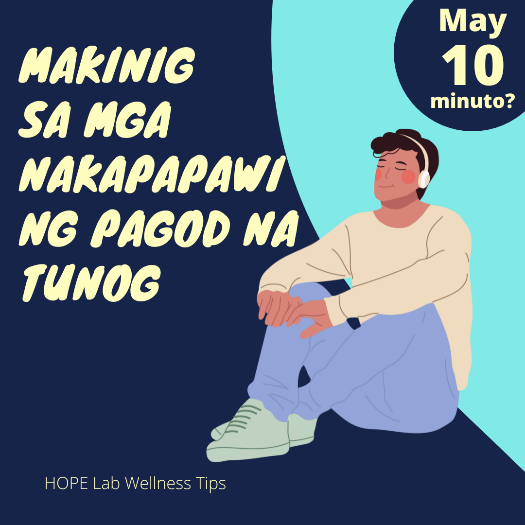 May
10
minuto?
MAKINIG
SA MGA
NAKAPAPAWI
NG PAGOD NA
TUNOG
HOPE Lab Wellness Tips